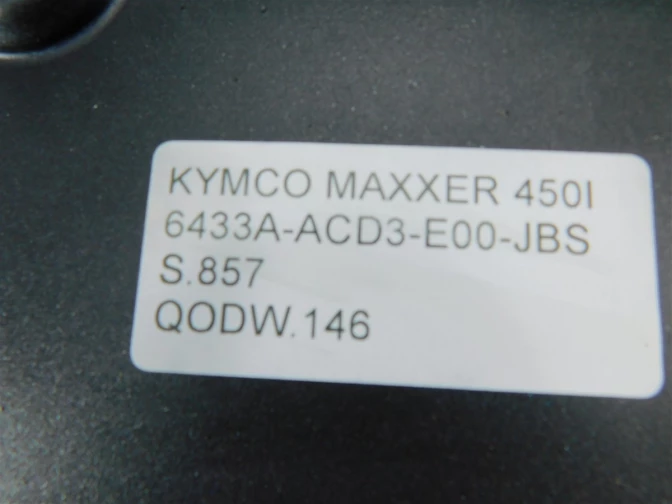 KYMCO MAXXER 450I
6433A-ACD3-E00-JBS
S.857
QODW.146